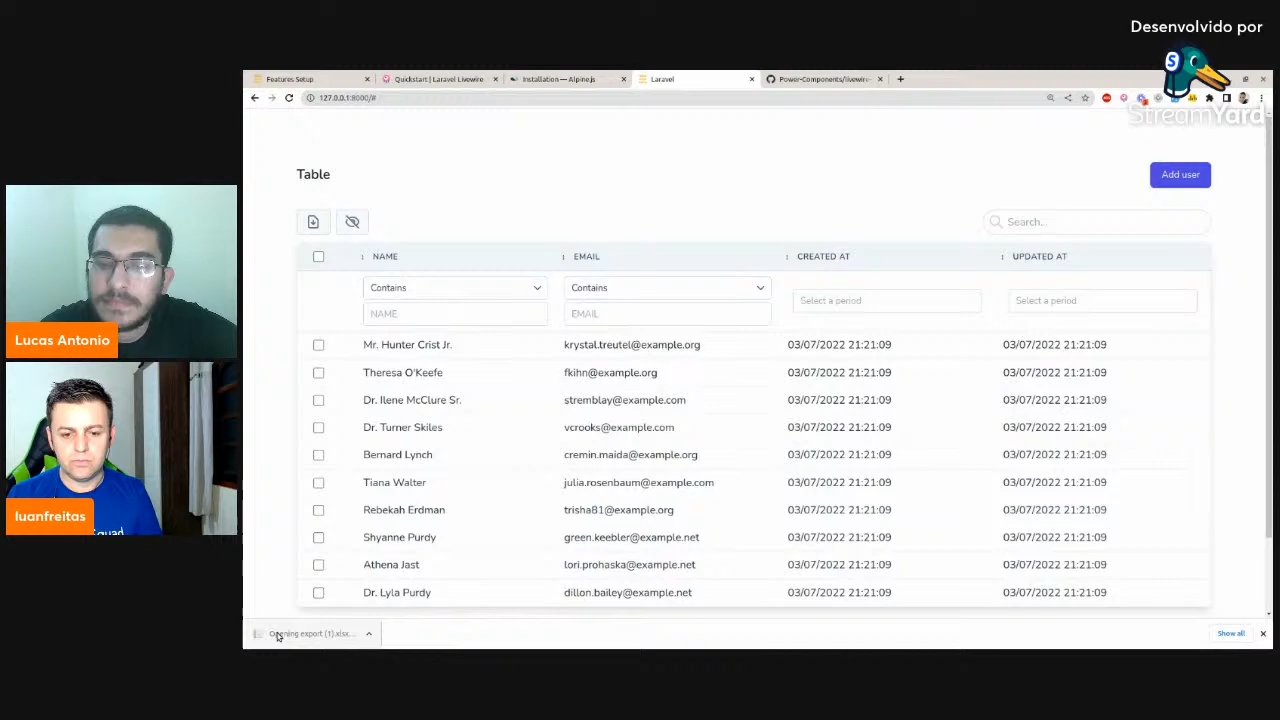 Desenvolvido por
StreamYard
Features Setup
Quickstart | Laravel Livewire
Installation — Alpine.js
Laravel
Power-Components/livewire-
127.0.0.1:8000/#
Table
Add user
Search...
NAME EMAIL CREATED AT UPDATED AT
Contains Contains
Select a period Select a period
NAME EMAIL
Mr. Hunter Crist Jr. krystal.treutel@example.org 03/07/2022 21:21:09 03/07/2022 21:21:09
Theresa O'Keefe fkihn@example.org 03/07/2022 21:21:09 03/07/2022 21:21:09
Dr. Ilene McClure Sr. stremblay@example.com 03/07/2022 21:21:09 03/07/2022 21:21:09
Dr. Turner Skiles vcrooks@example.com 03/07/2022 21:21:09 03/07/2022 21:21:09
Bernard Lynch cremin.maida@example.org 03/07/2022 21:21:09 03/07/2022 21:21:09
Tiana Walter julia.rosenbaum@example.com 03/07/2022 21:21:09 03/07/2022 21:21:09
Rebekah Erdman trisha81@example.org 03/07/2022 21:21:09 03/07/2022 21:21:09
Shyanne Purdy green.keebler@example.net 03/07/2022 21:21:09 03/07/2022 21:21:09
Athena Jast lori.prohaska@example.net 03/07/2022 21:21:09 03/07/2022 21:21:09
Dr. Lyla Purdy dillon.bailey@example.net 03/07/2022 21:21:09 03/07/2022 21:21:09
Opening export (1).xlsx...
Show all
Lucas Antonio
luanfreitas